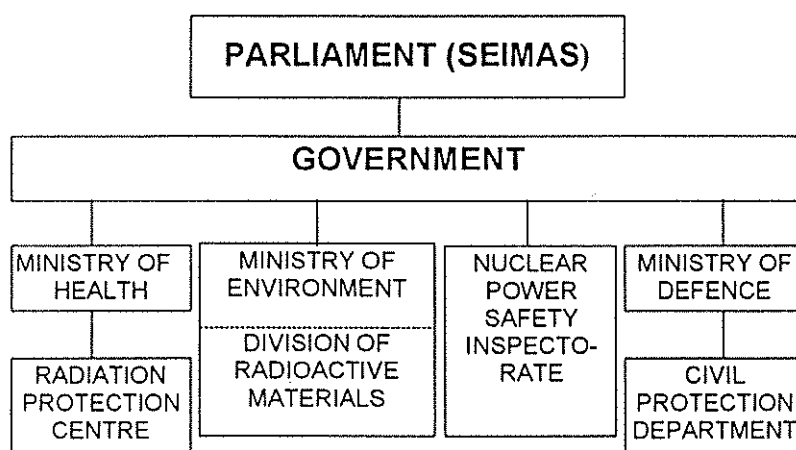 PARLIAMENT (SEIMAS)
GOVERNMENT
MINISTRY OF
HEALTH
RADIATION
PROTECTION
CENTRE
MINISTRY OF
ENVIRONMENT
DIVISION OF
RADIOACTIVE
MATERIALS
NUCLEAR
POWER
SAFETY
INSPECTO-
RATE
MINISTRY OF
DEFENCE
CIVIL
PROTECTION
DEPARTMENT